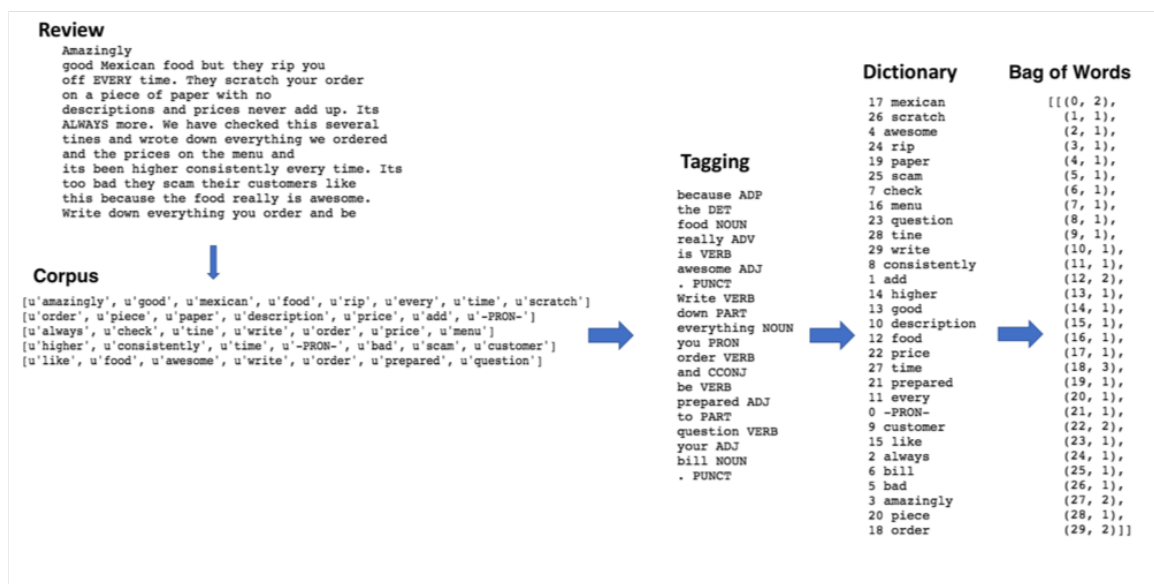 Review
Amazingly
good Mexican food but they rip you
off EVERY time. They scratch your order
on a piece of paper with no
descriptions and prices never add up. Its
ALWAYS more. We have checked this several
tines and wrote down everything we ordered
and the prices on the menu and
its been higher consistently every time. Its
too bad they scam their customers like
this because the food really is awesome.
Write down everything you order and be
Corpus
[u'amazingly', u'good', u'mexican', u'food', u'rip', u'every', u'time', u'scratch']
[u'order', u'piece', u'paper', u'description', u'price', u'add', u'-PRON-']
[u'always', u'check', u'tine', u'write', u'order', u'price', u'menu']
[u'higher', u'consistently', u'time', u'-PRON-', u'bad', u'scam', u'customer']
[u'like', u'food', u'awesome', u'write', u'order', u'prepared', u'question']
Tagging
because ADP
the DET
food NOUN
really ADV
is VERB
awesome ADJ
. PUNCT
Write VERB
down PART
everything NOUN
you PRON
order VERB
and CCONJ
be VERB
prepared ADJ
to PART
question VERB
your ADJ
bill NOUN
. PUNCT
Dictionary
17 mexican
26 scratch
4 awesome
24 rip
19 paper
25 scam
7 check
16 menu
23 question
28 tine
29 write
8 consistently
1 add
14 higher
13 good
10 description
12 food
22 price
27 time
21 prepared
11 every
0 -PRON-
9 customer
15 like
2 always
6 bill
5 bad
3 amazingly
20 piece
18 order
Bag of Words
[[(0, 2),
(1, 1),
(2, 1),
(3, 1),
(4, 1),
(5, 1),
(6, 1),
(7, 1),
(8, 1),
(9, 1),
(10, 1),
(11, 1),
(12, 2),
(13, 1),
(14, 1),
(15, 1),
(16, 1),
(17, 1),
(18, 3),
(19, 1),
(20, 1),
(21, 1),
(22, 2),
(23, 1),
(24, 1),
(25, 1),
(26, 1),
(27, 2),
(28, 1),
(29, 2)]]